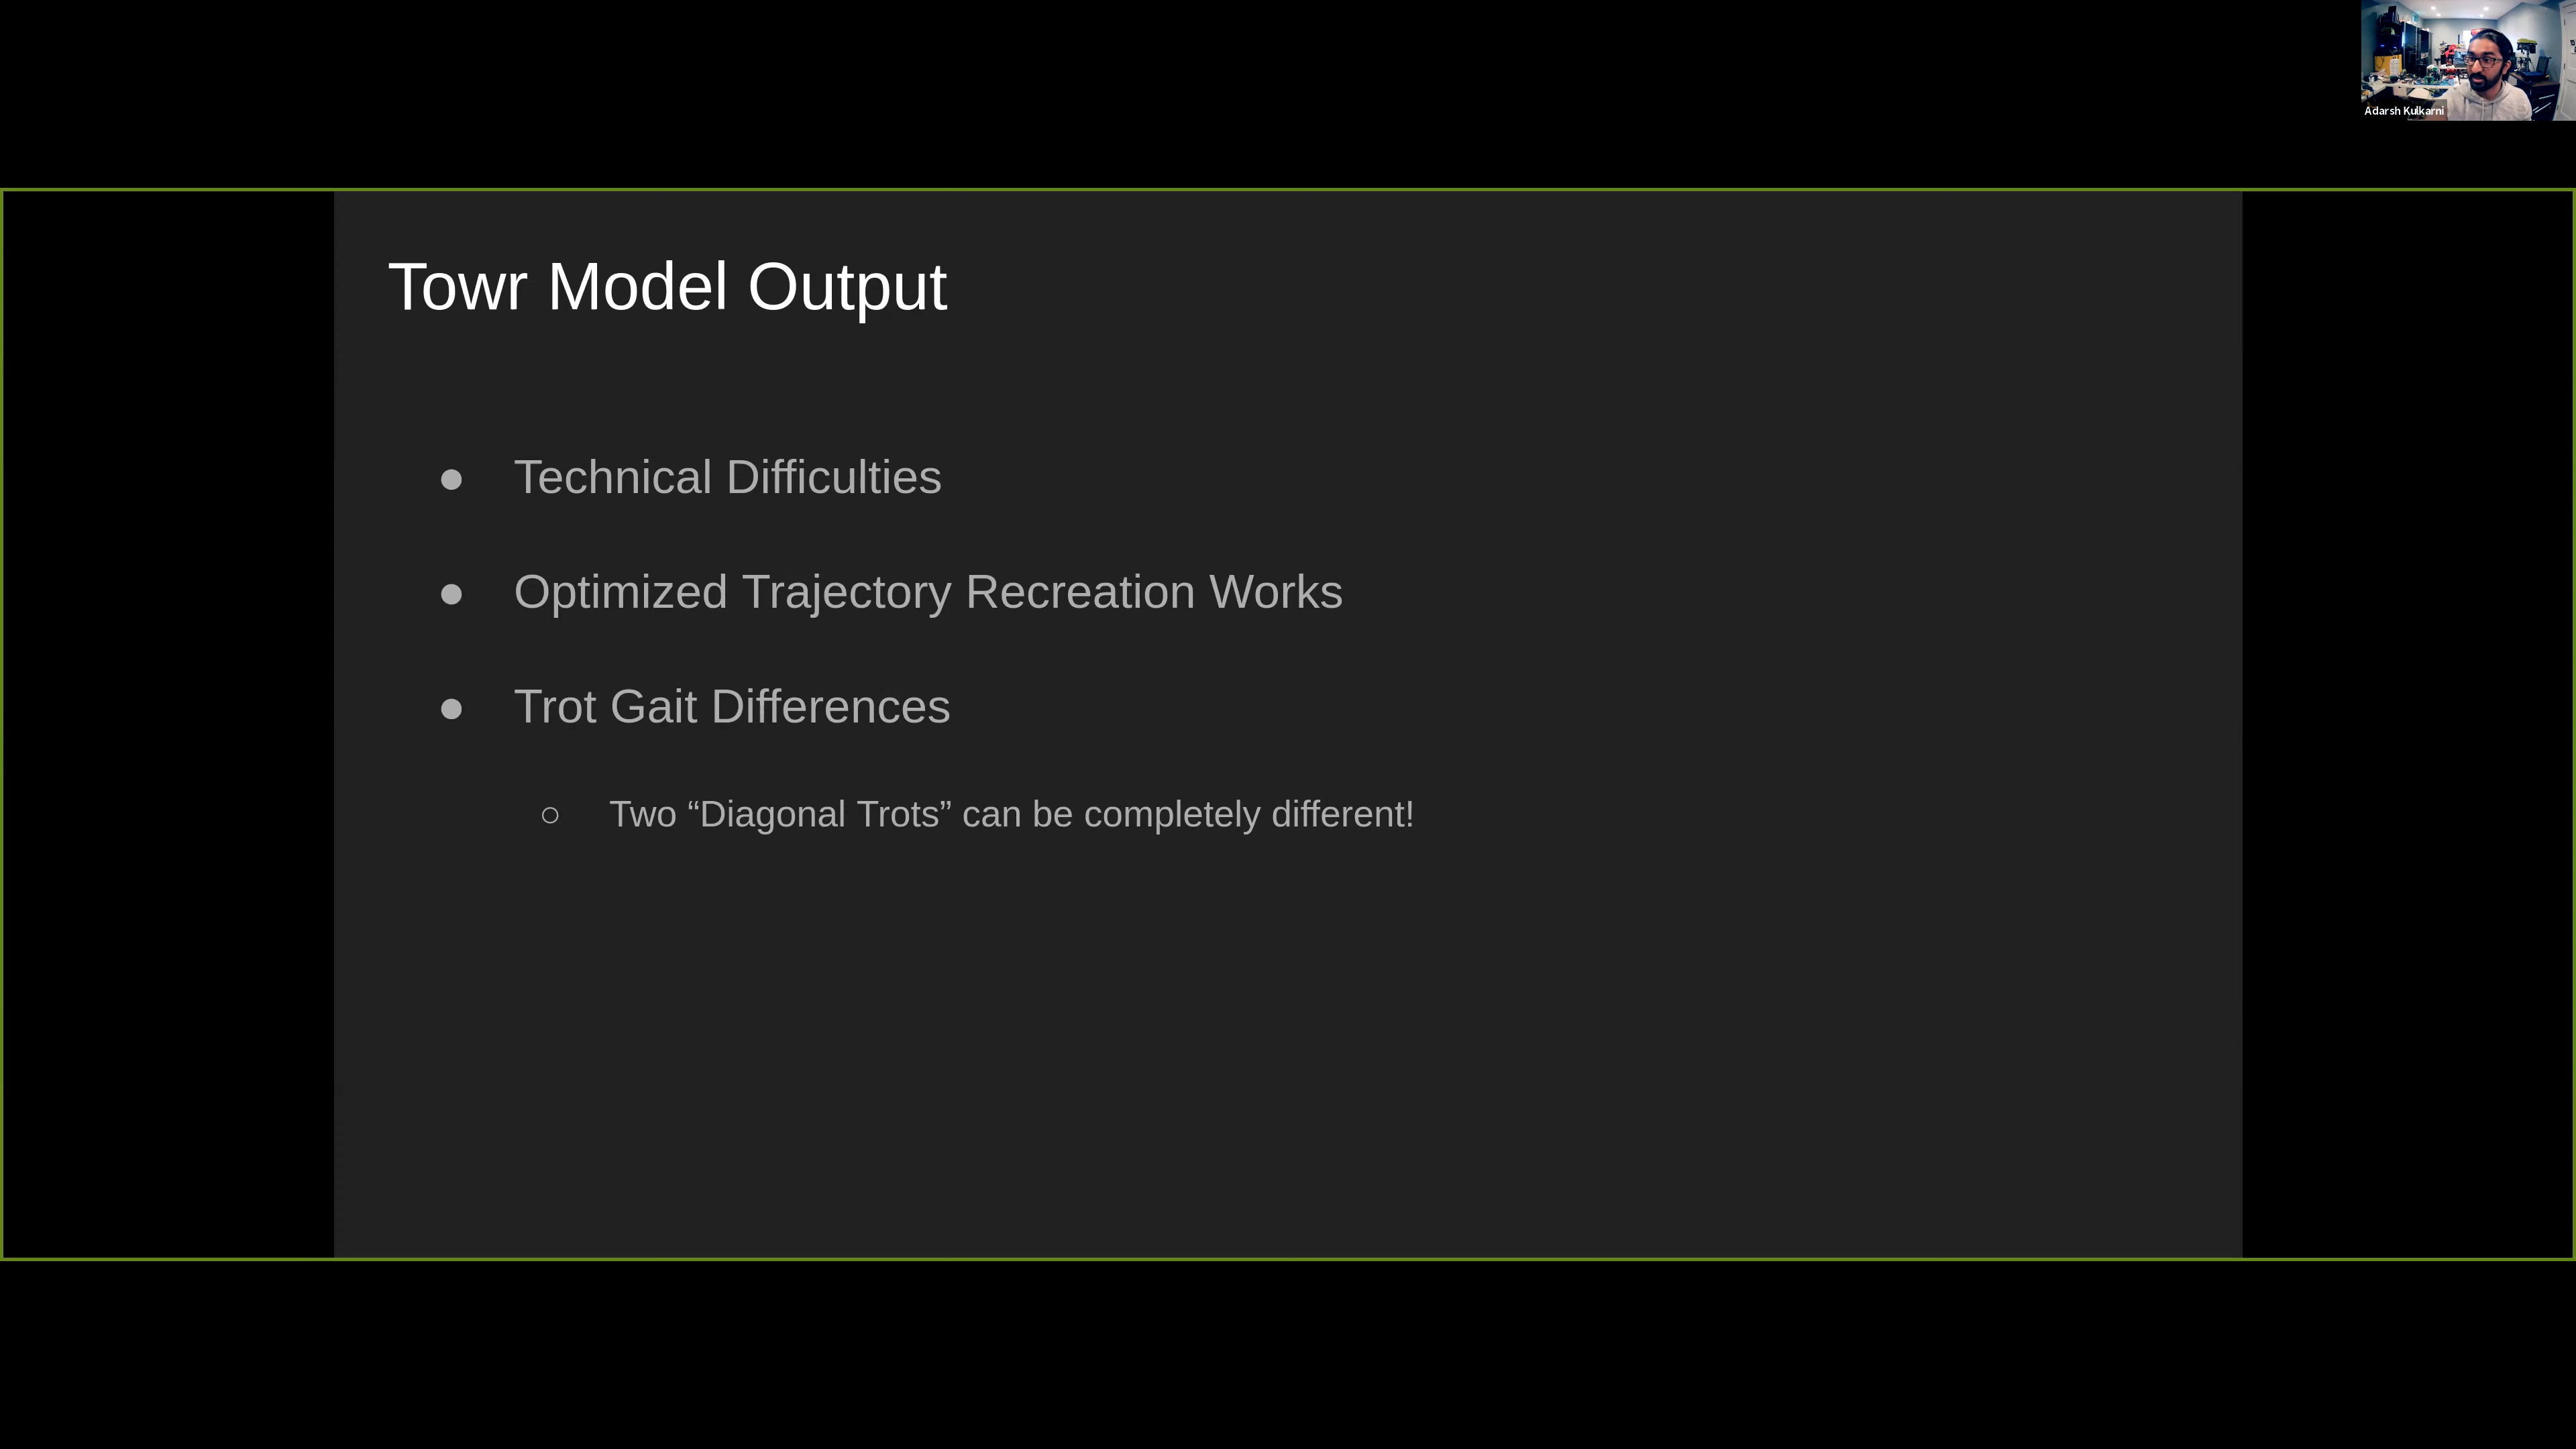 Adarsh Kulkarni
Towr Model Output
● Technical Difficulties
● Optimized Trajectory Recreation Works
● Trot Gait Differences
○ Two “Diagonal Trots” can be completely different!